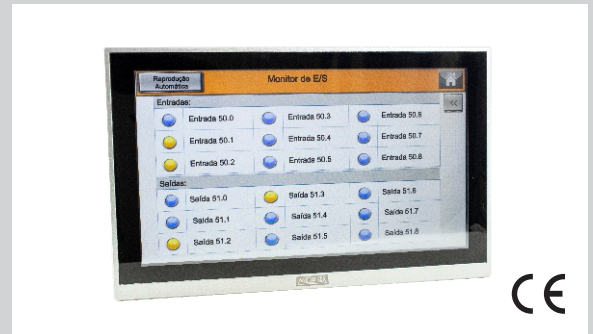 Reprodução
Automática
Monitor de E/S
Entradas:
Entrada 50.0
Entrada 50.3
Entrada 50.6
Entrada 50.1
Entrada 50.4
Entrada 50.7
Entrada 50.2
Entrada 50.5
Entrada 50.8
Saídas:
Saída 51.0
Saída 51.3
Saída 51.6
Saída 51.1
Saída 51.4
Saída 51.7
Saída 51.2
Saída 51.5
Saída 51.8
CE